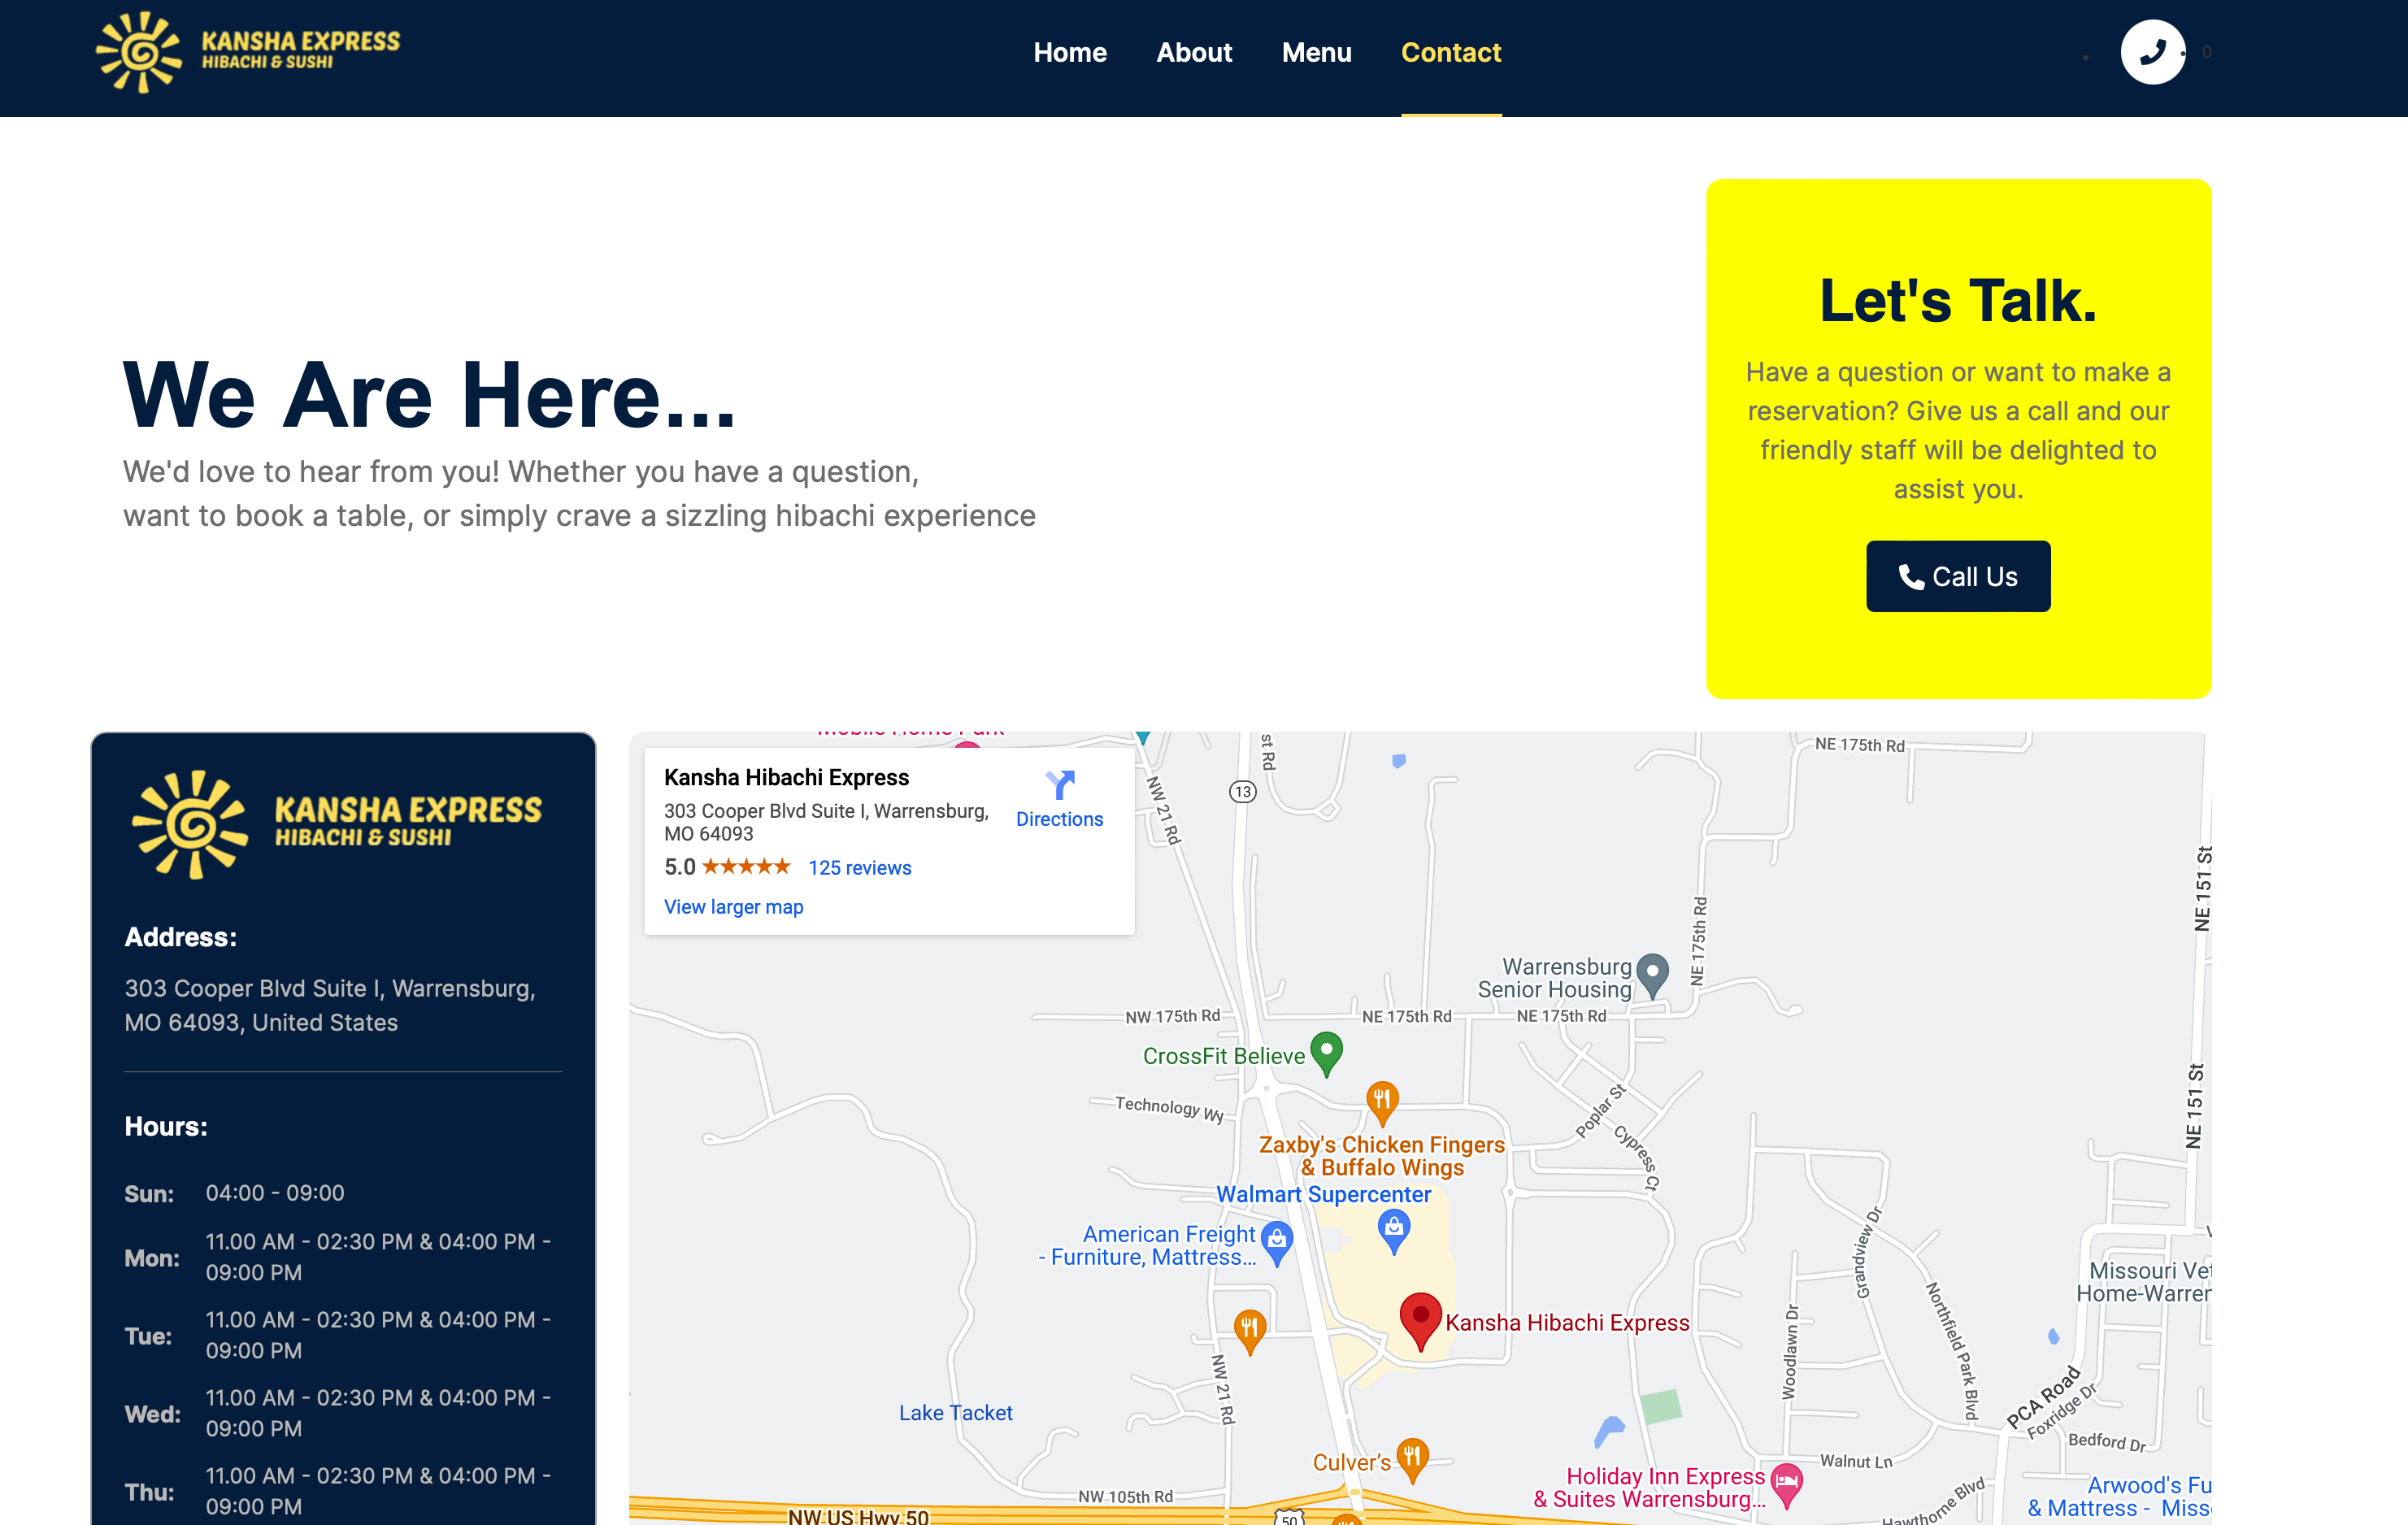 KANSHA EXPRESS
HIBACHI & SUSHI
Home
About
Menu
Contact
0
We Are Here...
We'd love to hear from you! Whether you have a question,
want to book a table, or simply crave a sizzling hibachi experience
Let's Talk.
Have a question or want to make a
reservation? Give us a call and our
friendly staff will be delighted to
assist you.
Call Us
KANSHA EXPRESS
HIBACHI & SUSHI
Address:
303 Cooper Blvd Suite I, Warrensburg,
MO 64093, United States
Hours:
Sun: 04:00 - 09:00
Mon: 11.00 AM - 02:30 PM & 04:00 PM -
09:00 PM
Tue: 11.00 AM - 02:30 PM & 04:00 PM -
09:00 PM
Wed: 11.00 AM - 02:30 PM & 04:00 PM -
09:00 PM
Thu: 11.00 AM - 02:30 PM & 04:00 PM -
09:00 PM
Mobile Home Park
Kansha Hibachi Express
303 Cooper Blvd Suite I, Warrensburg,
MO 64093
5.0
125 reviews
View larger map
Directions
NW 21 Rd
13
st Rd
NE 175th Rd
NE 151 St
NE 175th Rd
Warrensburg
Senior Housing
NW 175th Rd
NE 175th Rd
NE 175th Rd
CrossFit Believe
Technology Wy
Zaxby's Chicken Fingers
& Buffalo Wings
Poplar St
Cypress Ct
NE 151 St
Walmart Supercenter
American Freight
- Furniture, Mattress...
Grandview Dr
Missouri Vet
Home-Warren
Kansha Hibachi Express
Woodlawn Dr
Northfield Park Blvd
NW 21 Rd
PCA Road
Foxridge Dr
Lake Tacket
Bedford Dr
Culver's
Walnut Ln
Holiday Inn Express
& Suites Warrensburg...
Arwood's Fu
& Mattress - Misso
NW 105th Rd
Hawthorne Blvd
NW US Hwy 50
50